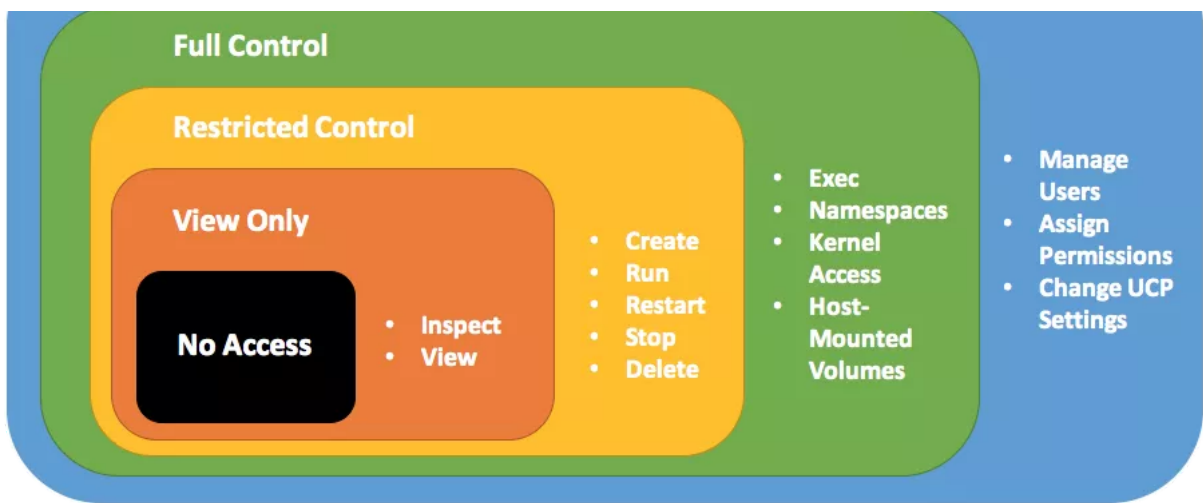 Full Control
Restricted Control
View Only
No Access
• Inspect
• View
• Create
• Run
• Restart
• Stop
• Delete
• Exec
• Namespaces
• Kernel
Access
• Host-
Mounted
Volumes
• Manage
Users
• Assign
Permissions
• Change UCP
Settings